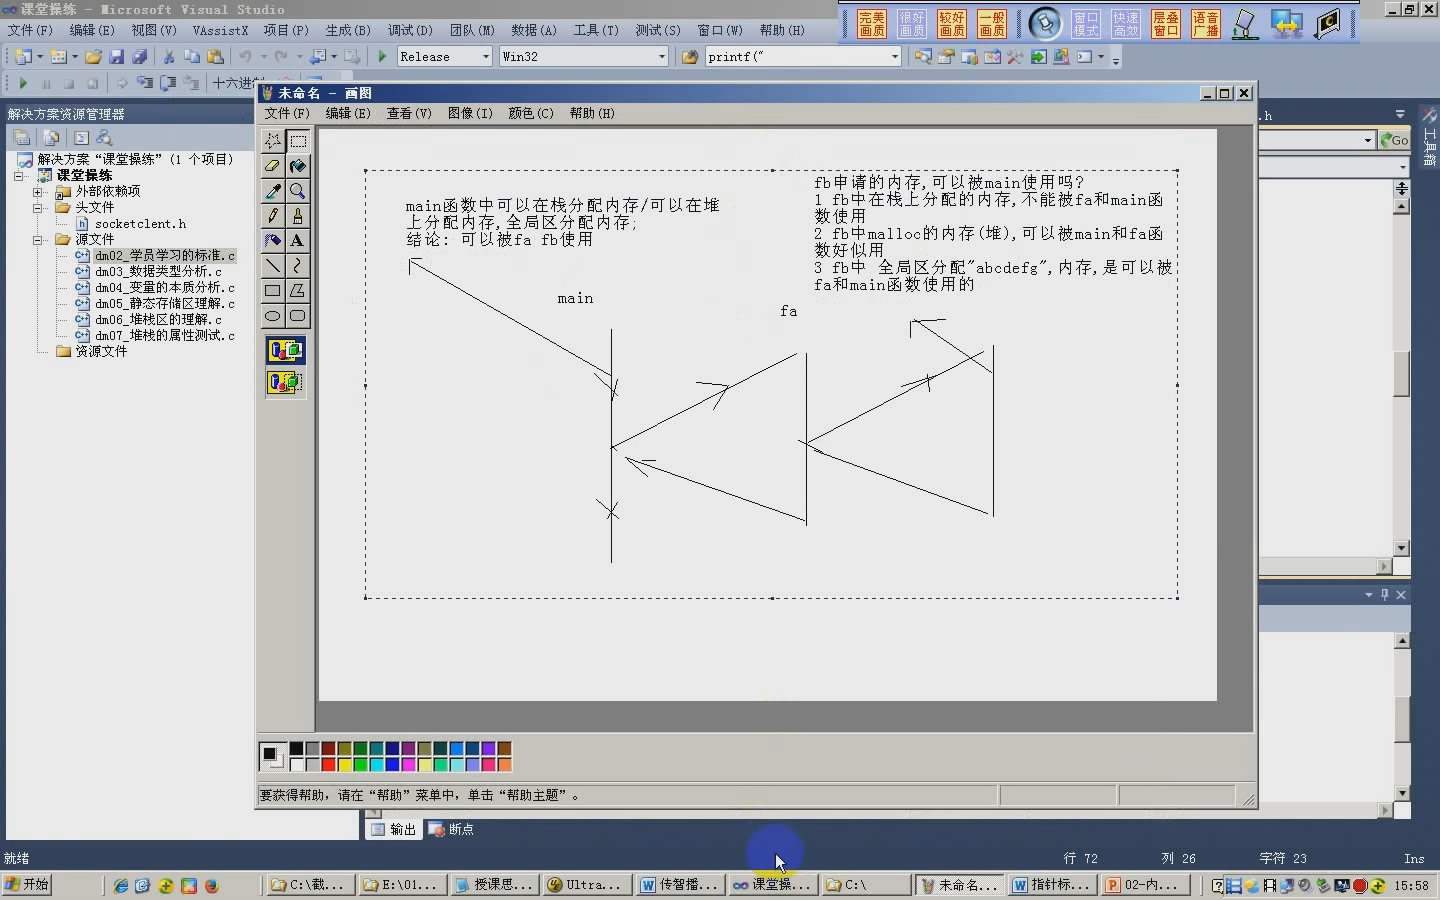 课堂操练 - Microsoft Visual Studio
文件(F) 编辑(E) 视图(V) VAssistX 项目(P) 生成(B) 调试(D) 团队(M) 数据(A) 工具(T) 测试(S) 窗口(W) 帮助(H)
完美画质 很好画质 较好画质 一般画质 窗口模式 快速高效 层叠窗口 语音广播
Release Win32 printf("
十六进制
解决方案资源管理器
解决方案“课堂操练”(1 个项目)
课堂操练
外部依赖项
头文件
socketclent.h
源文件
dm02_学员学习的标准.c
dm03_数据类型分析.c
dm04_变量的本质分析.c
dm05_静态存储区理解.c
dm06_堆栈区的理解.c
dm07_堆栈的属性测试.c
资源文件
未命名 - 画图
文件(F) 编辑(E) 查看(V) 图像(I) 颜色(C) 帮助(H)
main函数中可以在栈分配内存/可以在堆
上分配内存,全局区分配内存;
结论: 可以被fa fb使用
main
fa
fb申请的内存,可以被main使用吗?
1 fb中在栈上分配的内存,不能被fa和main函
数使用
2 fb中malloc的内存(堆),可以被main和fa函
数好似用
3 fb中 全局区分配"abcdefg",内存,是可以被
fa和main函数使用的
要获得帮助，请在“帮助”菜单中，单击“帮助主题”。
.h
Go
工具箱
输出 断点
就绪 行 72 列 26 字符 23 Ins
开始 C:\截... E:\01... 授课思... Ultra... 传智播... 课堂操... C:\ 未命名... 指针标... 02-内... 15:58